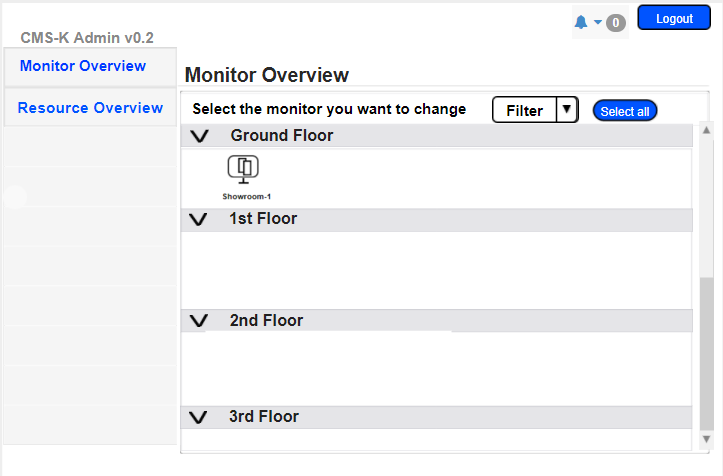 0
Logout
CMS-K Admin v0.2
Monitor Overview
Resource Overview
Monitor Overview
Select the monitor you want to change
Filter
Select all
Ground Floor
Showroom-1
1st Floor
2nd Floor
3rd Floor